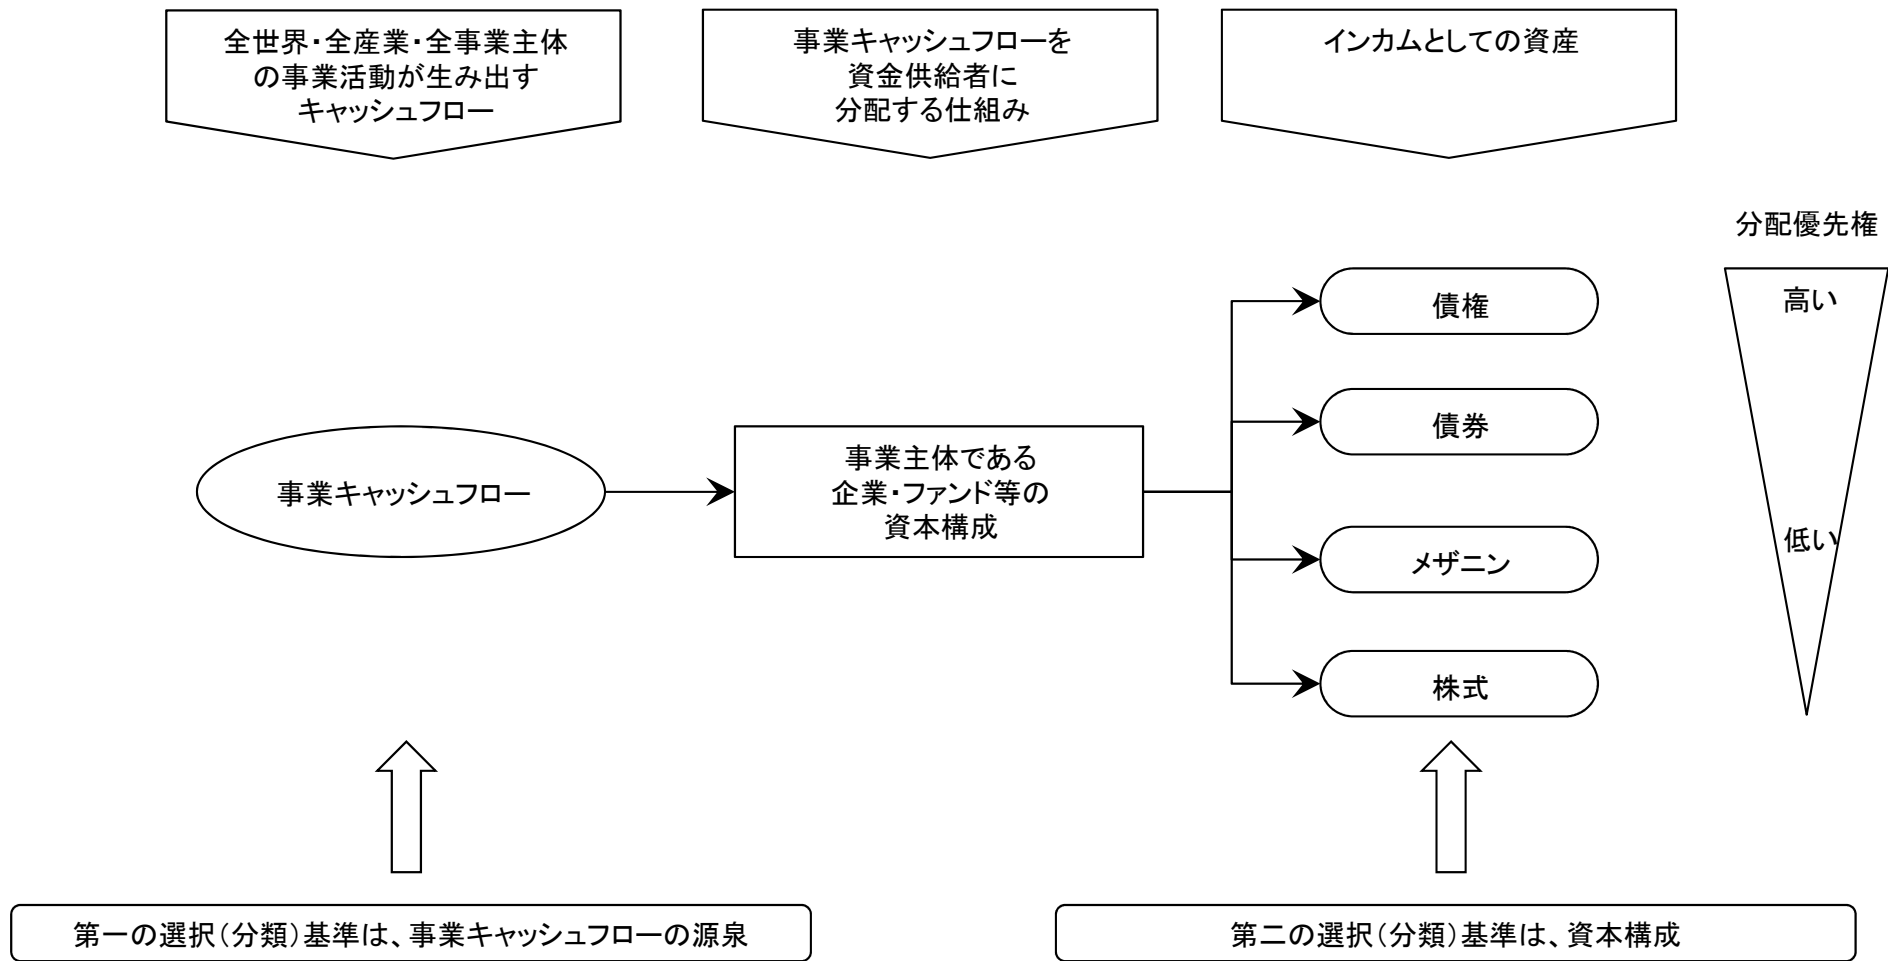 全世界・全産業・全事業主体
の事業活動が生み出す
キャッシュフロー
事業キャッシュフローを
資金供給者に
分配する仕組み
インカムとしての資産
分配優先権
高い
低い
債権
債券
メザニン
株式
事業キャッシュフロー
事業主体である
企業・ファンド等の
資本構成
第一の選択（分類）基準は、事業キャッシュフローの源泉
第二の選択（分類）基準は、資本構成